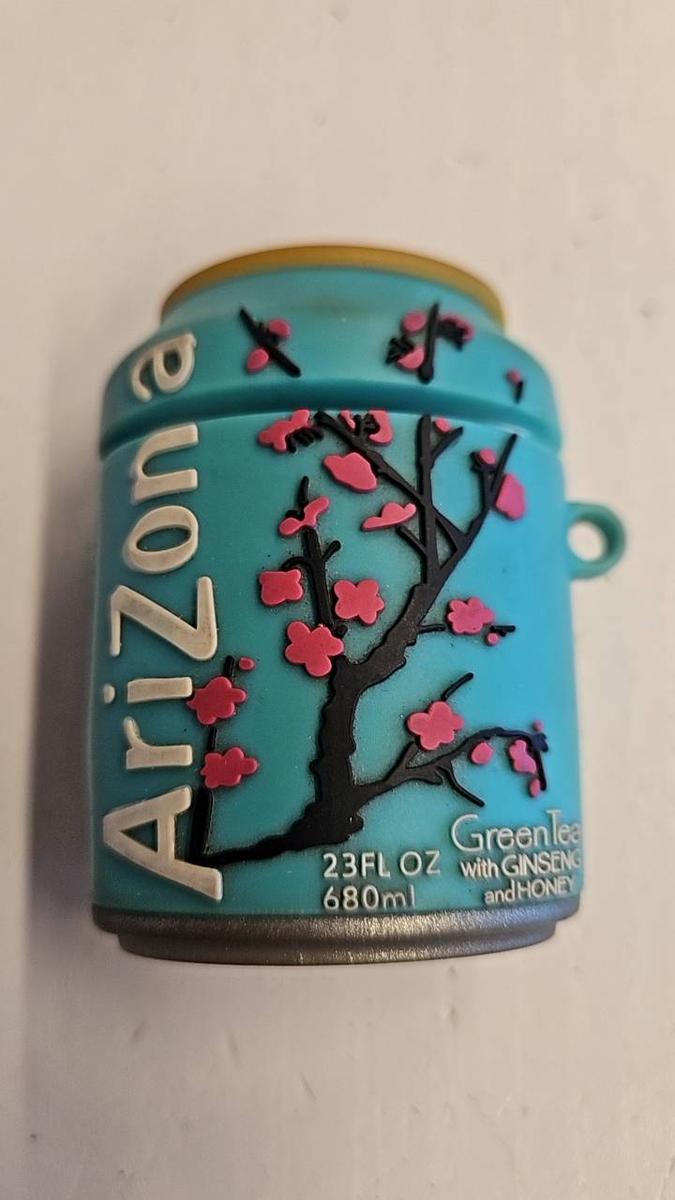 AriZona
23FL OZ
680ml
GreenTea
with GINSENG
and HONEY